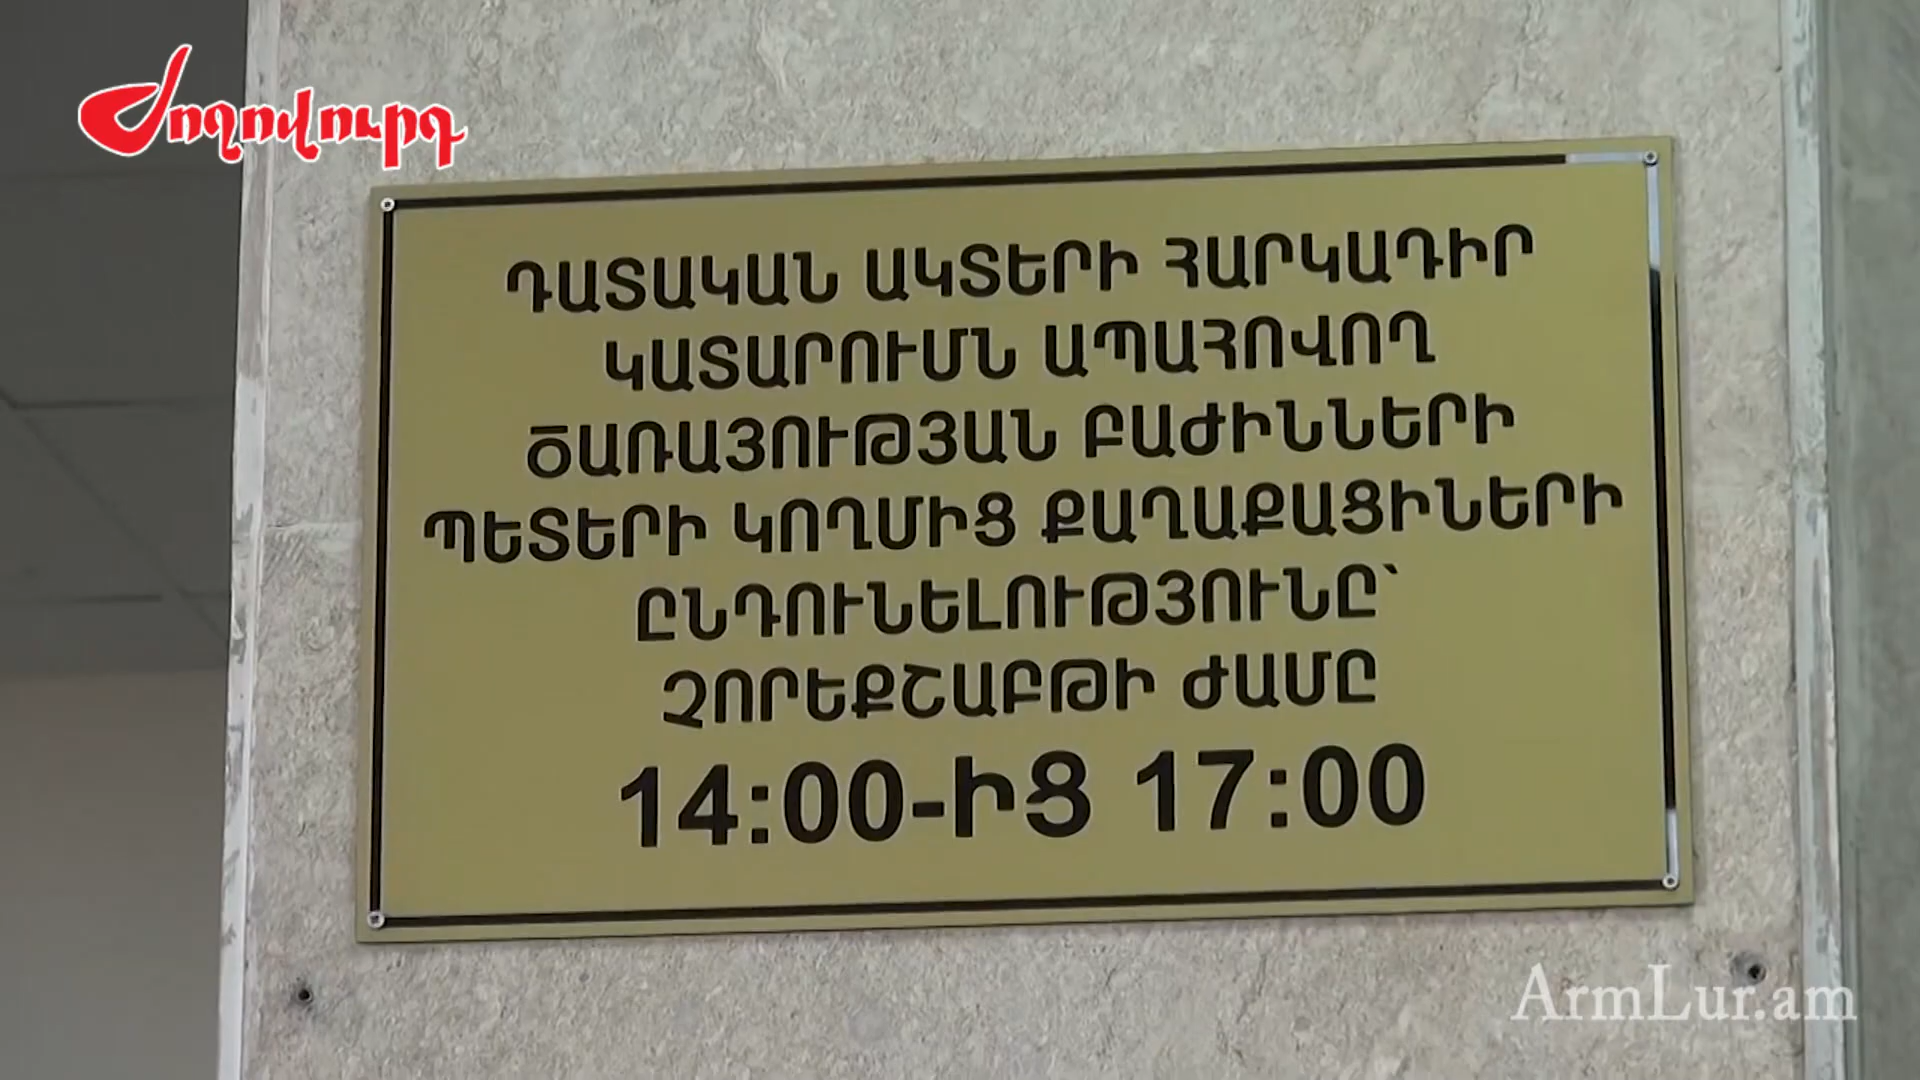 Ժողովուրդ
ԴԱՏԱԿԱՆ ԱԿՏԵՐԻ ՀԱՐԿԱԴԻՐ
ԿԱՏԱՐՈՒՄՆ ԱՊԱՀՈՎՈՂ
ԾԱՌԱՅՈՒԹՅԱՆ ԲԱԺԻՆՆԵՐԻ
ՊԵՏԵՐԻ ԿՈՂՄԻՑ ՔԱՂԱՔԱՑԻՆԵՐԻ
ԸՆԴՈՒՆԵԼՈՒԹՅՈՒՆԸ՝
ՉՈՐԵՔՇԱԲԹԻ ԺԱՄԸ
14:00-ԻՑ 17:00
ArmLur.am